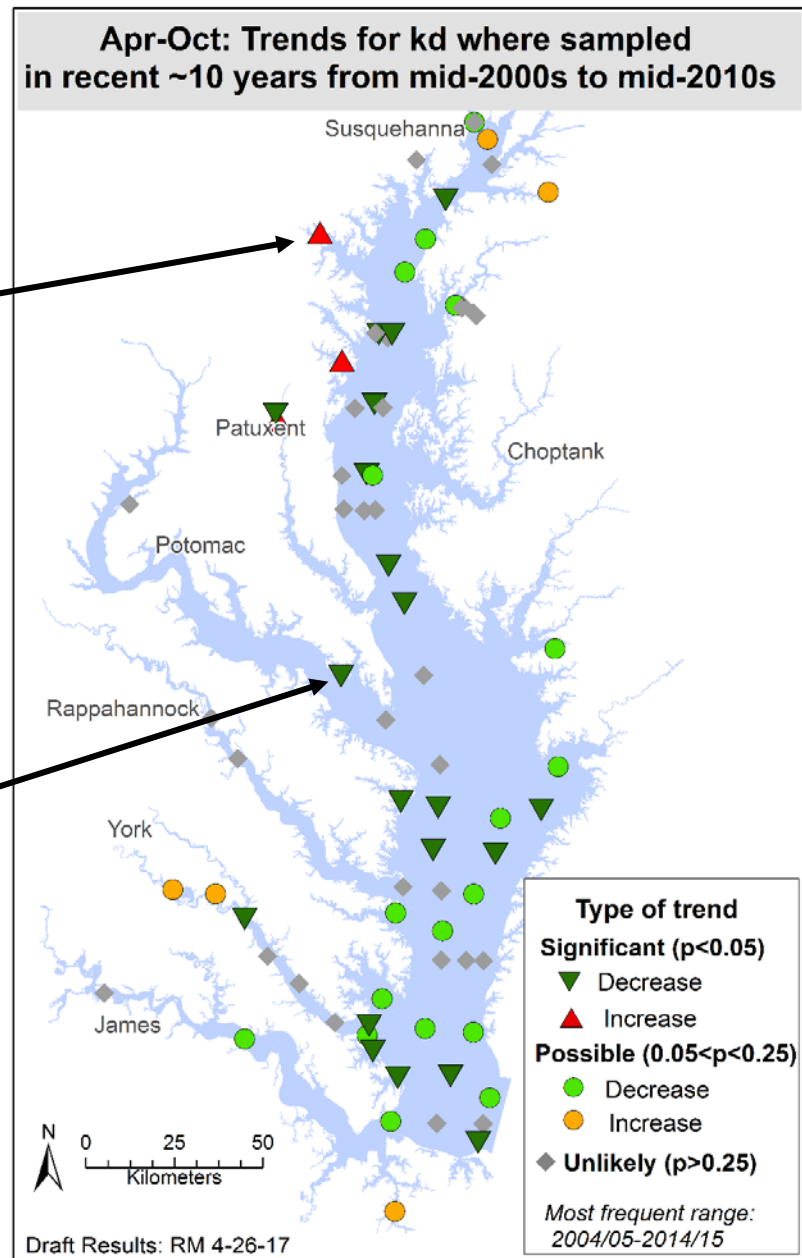 Apr-Oct: Trends for kd where sampled
in recent ~10 years from mid-2000s to mid-2010s
Susquehanna
Patuxent
Choptank
Potomac
Rappahannock
York
James
N
0 25 50
Kilometers
Draft Results: RM 4-26-17
Type of trend
Significant (p<0.05)
Decrease
Increase
Possible (0.05<p<0.25)
Decrease
Increase
Unlikely (p>0.25)
Most frequent range:
2004/05-2014/15